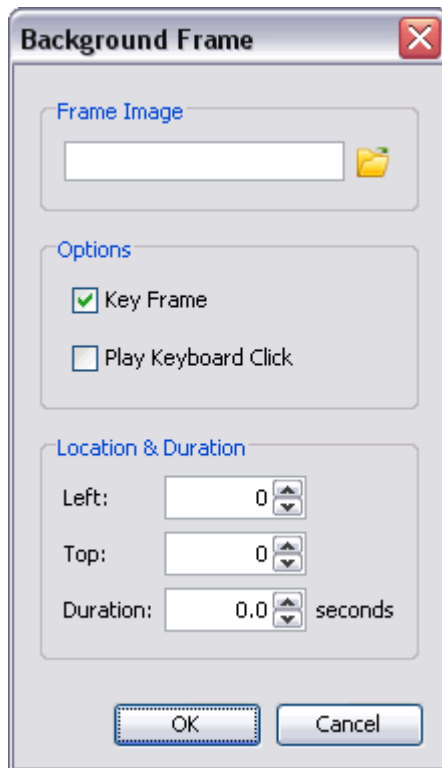 Background Frame
Frame Image
Options
Key Frame
Play Keyboard Click
Location & Duration
Left: 0
Top: 0
Duration: 0.0 seconds
OK Cancel